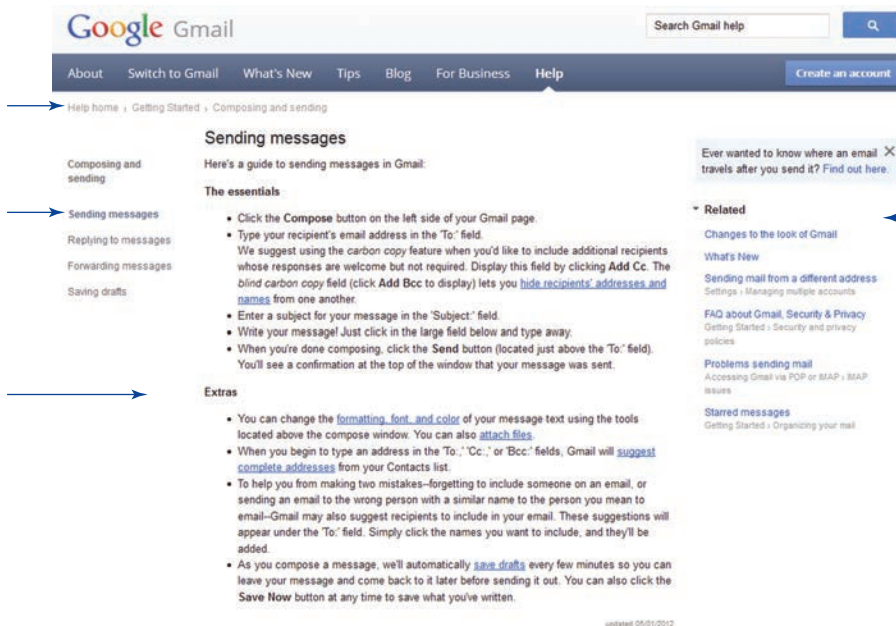 Google Gmail
Search Gmail help
About Switch to Gmail What's New Tips Blog For Business Help Create an account
Help home › Getting Started › Composing and sending
Composing and
sending
Sending messages
Replying to messages
Forwarding messages
Saving drafts
Sending messages
Here's a guide to sending messages in Gmail:
The essentials
• Click the Compose button on the left side of your Gmail page.
• Type your recipient's email address in the 'To:' field.
We suggest using the carbon copy feature when you'd like to include additional recipients
whose responses are welcome but not required. Display this field by clicking Add Cc. The
blind carbon copy field (click Add Bcc to display) lets you hide recipients' addresses and
names from one another.
• Enter a subject for your message in the 'Subject:' field.
• Write your message! Just click in the large field below and type away.
• When you're done composing, click the Send button (located just above the 'To:' field).
You'll see a confirmation at the top of the window that your message was sent.
Extras
• You can change the formatting, font, and color of your message text using the tools
located above the compose window. You can also attach files.
• When you begin to type an address in the 'To:,' 'Cc:,' or 'Bcc:' fields, Gmail will suggest
complete addresses from your Contacts list.
• To help you from making two mistakes--forgetting to include someone on an email, or
sending an email to the wrong person with a similar name to the person you mean to
email--Gmail may also suggest recipients to include in your email. These suggestions will
appear under the 'To:' field. Simply click the names you want to include, and they'll be
added.
• As you compose a message, we'll automatically save drafts every few minutes so you can
leave your message and come back to it later before sending it out. You can also click the
Save Now button at any time to save what you've written.
updated 05/01/2012
Ever wanted to know where an email
travels after you send it? Find out here.
Related
Changes to the look of Gmail
What's New
Sending mail from a different address
Settings › Managing multiple accounts
FAQ about Gmail, Security & Privacy
Getting Started › Security and privacy
policies
Problems sending mail
Accessing Gmail via POP or IMAP › IMAP
issues
Starred messages
Getting Started › Organizing your mail